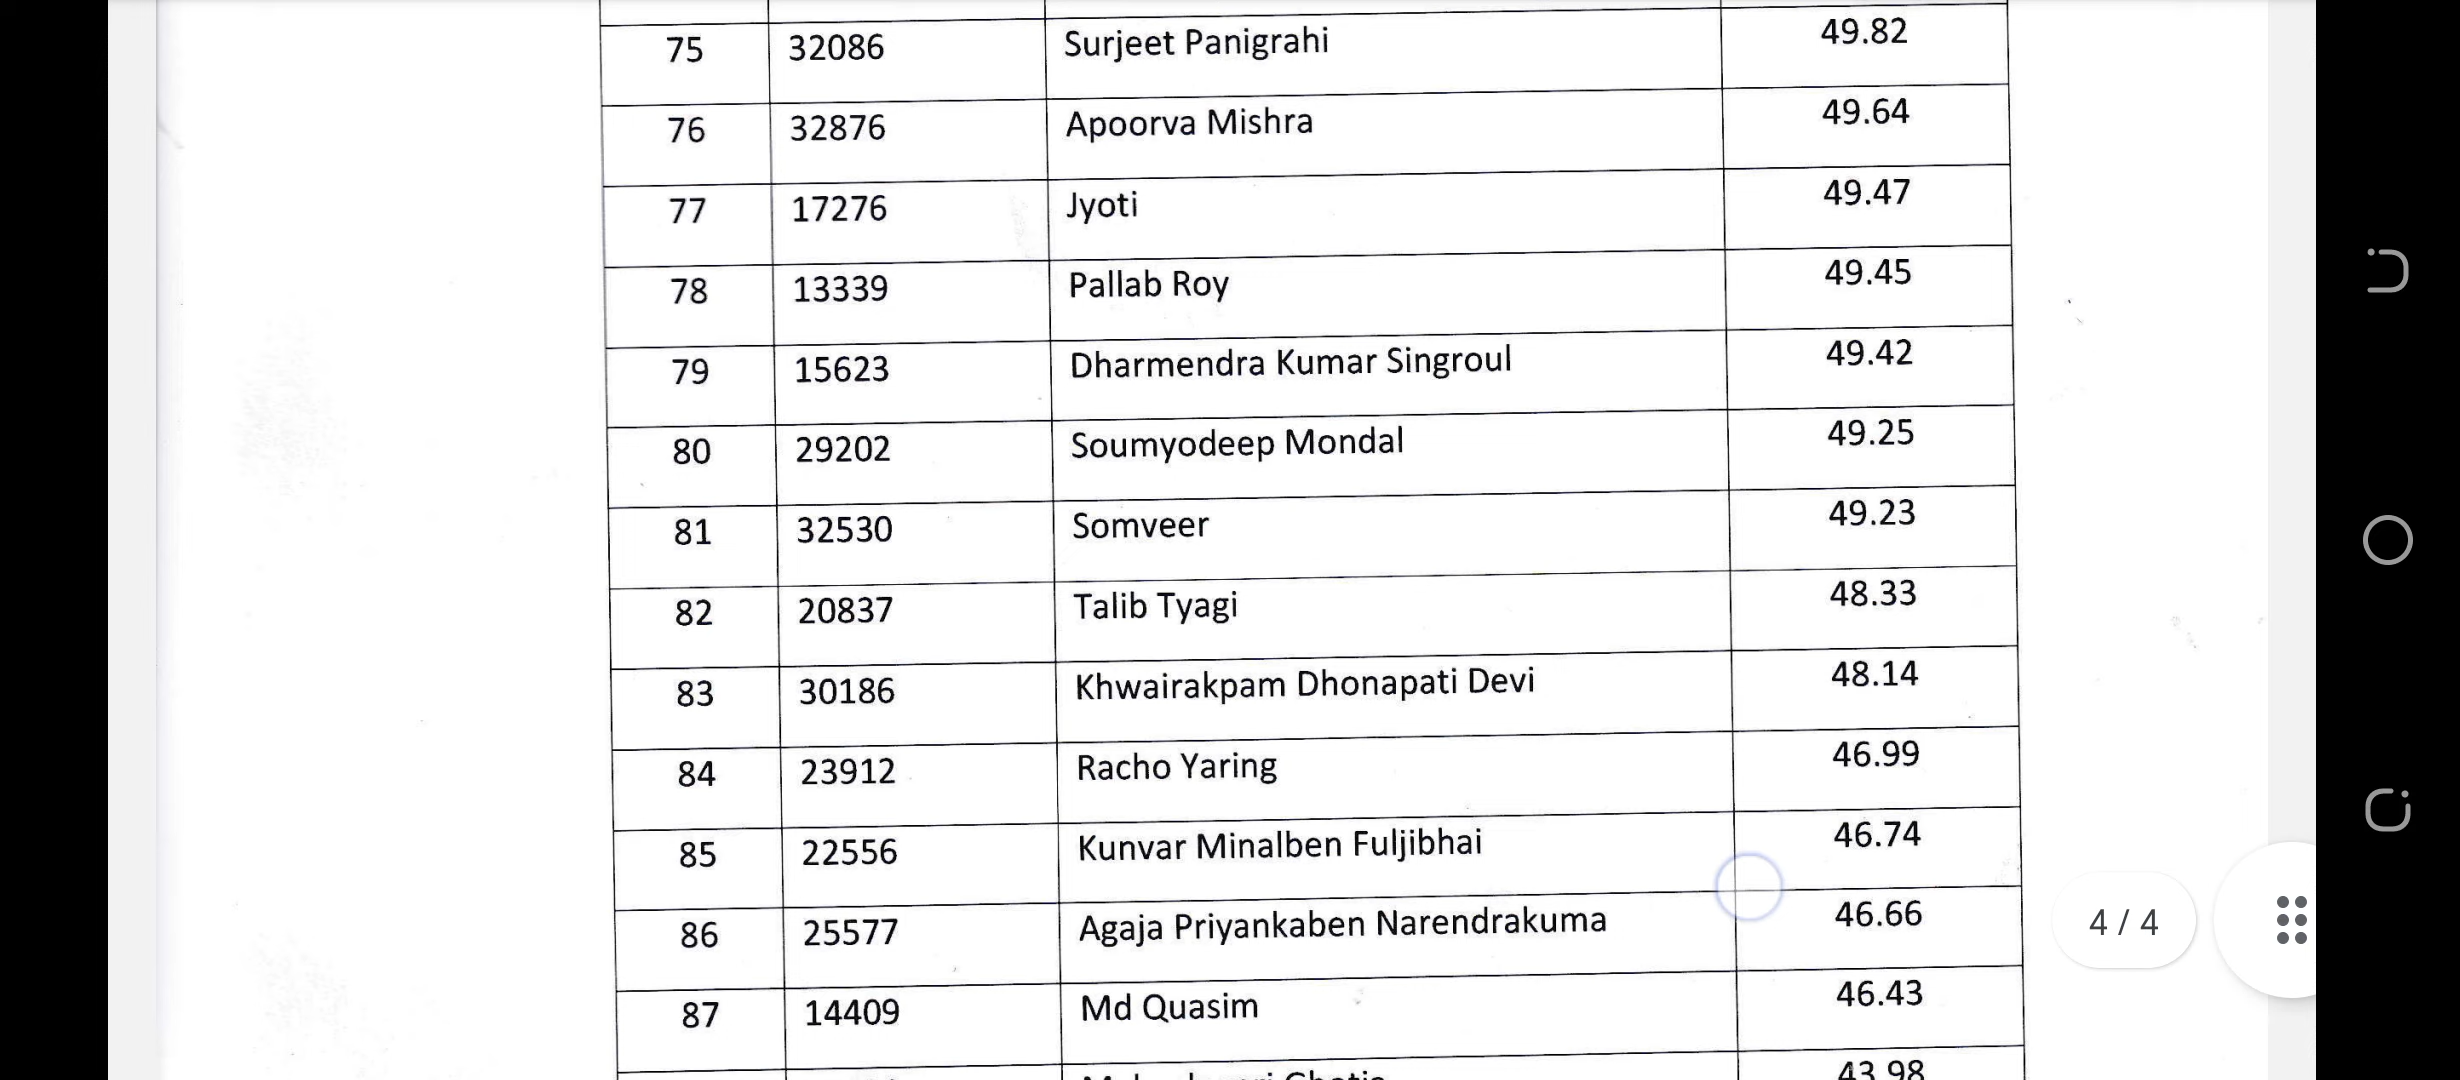 75 32086 Surjeet Panigrahi 49.82
76 32876 Apoorva Mishra 49.64
77 17276 Jyoti 49.47
78 13339 Pallab Roy 49.45
79 15623 Dharmendra Kumar Singroul 49.42
80 29202 Soumyodeep Mondal 49.25
81 32530 Somveer 49.23
82 20837 Talib Tyagi 48.33
83 30186 Khwairakpam Dhonapati Devi 48.14
84 23912 Racho Yaring 46.99
85 22556 Kunvar Minalben Fuljibhai 46.74
86 25577 Agaja Priyankaben Narendrakuma 46.66
4 / 4
87 14409 Md Quasim 46.43
43.98